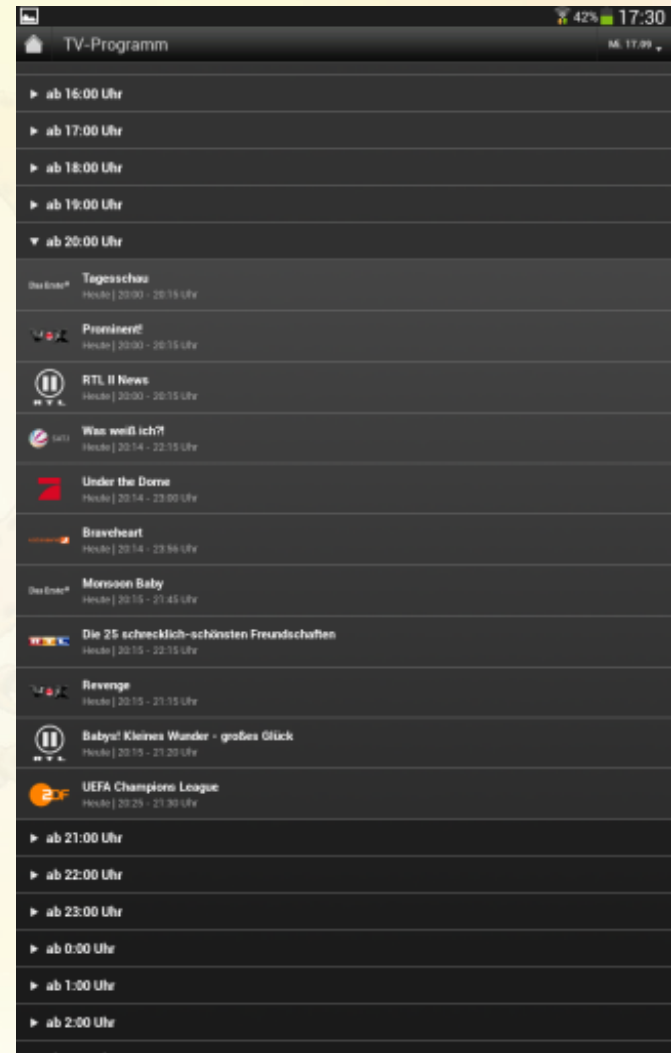 42% 17:30
TV-Programm
Mi. 17.09
ab 16:00 Uhr
ab 17:00 Uhr
ab 18:00 Uhr
ab 19:00 Uhr
ab 20:00 Uhr
Das Erste
Tagesschau
Heute | 20:00 - 20:15 Uhr
VOX
Prominent!
Heute | 20:00 - 20:15 Uhr
RTL
RTL II News
Heute | 20:00 - 20:15 Uhr
SAT.1
Was weiß ich?!
Heute | 20:14 - 22:15 Uhr
Under the Dome
Heute | 20:14 - 23:00 Uhr
Braveheart
Heute | 20:14 - 23:56 Uhr
Das Erste
Monsoon Baby
Heute | 20:15 - 21:45 Uhr
RTL
Die 25 schrecklich-schönsten Freundschaften
Heute | 20:15 - 22:15 Uhr
VOX
Revenge
Heute | 20:15 - 21:15 Uhr
RTL
Babys! Kleines Wunder - großes Glück
Heute | 20:15 - 21:20 Uhr
ZDF
UEFA Champions League
Heute | 20:25 - 21:30 Uhr
ab 21:00 Uhr
ab 22:00 Uhr
ab 23:00 Uhr
ab 0:00 Uhr
ab 1:00 Uhr
ab 2:00 Uhr